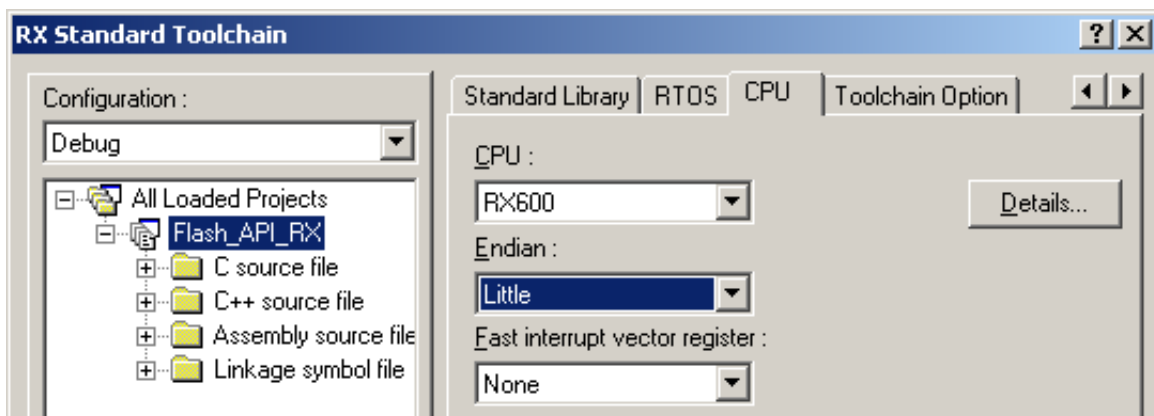 RX Standard Toolchain
Configuration :
Debug
All Loaded Projects
Flash_API_RX
C source file
C++ source file
Assembly source file
Linkage symbol file
Standard Library
RTOS
CPU
Toolchain Option
CPU :
RX600
Details...
Endian :
Little
Fast interrupt vector register :
None